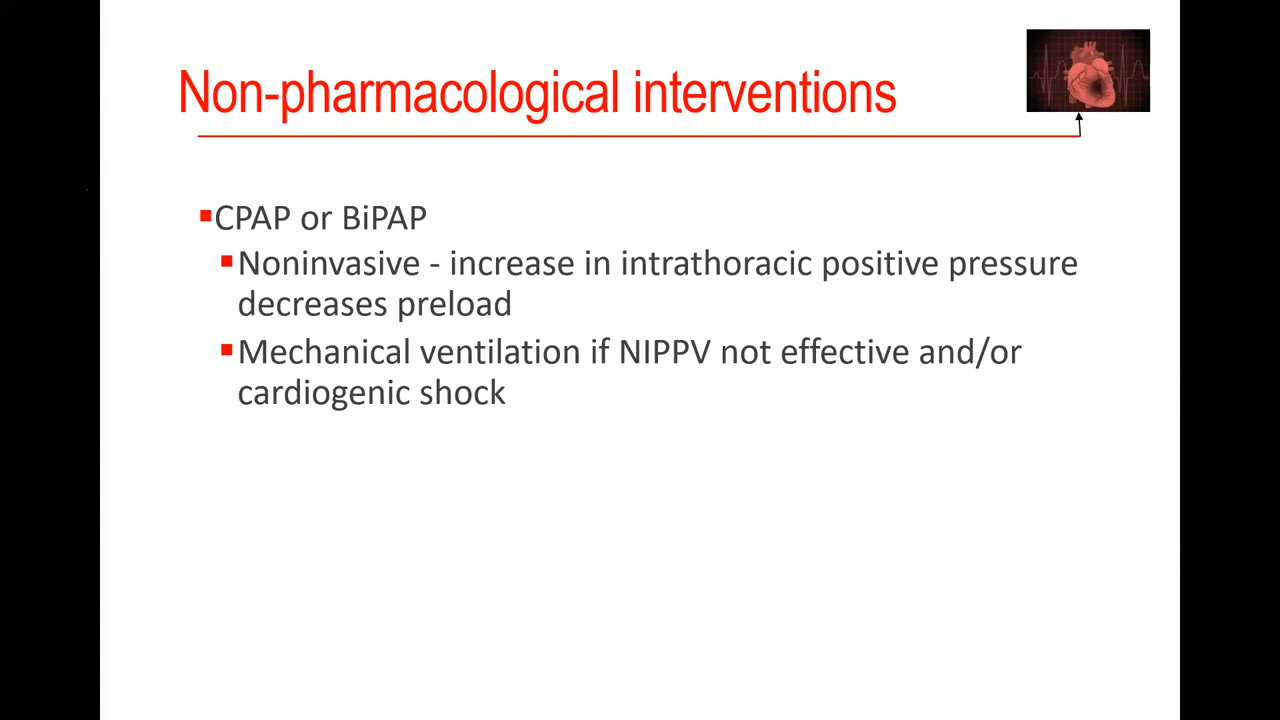 Non-pharmacological interventions
▪CPAP or BiPAP
▪Noninvasive - increase in intrathoracic positive pressure
decreases preload
▪Mechanical ventilation if NIPPV not effective and/or
cardiogenic shock